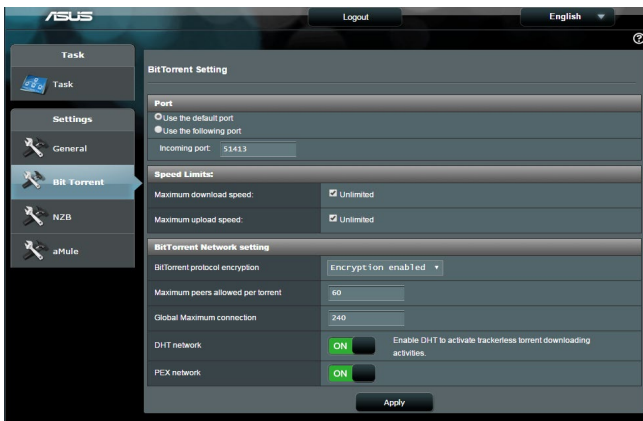 ASUS
Logout
English
Task
Task
Settings
General
Bit Torrent
NZB
aMule
BitTorrent Setting
Port
Use the default port
Use the following port
Incoming port: 51413
Speed Limits:
Maximum download speed: Unlimited
Maximum upload speed: Unlimited
BitTorrent Network setting
BitTorrent protocol encryption Encryption enabled
Maximum peers allowed per torrent 60
Global Maximum connection 240
DHT network ON Enable DHT to activate trackerless torrent downloading
activities.
PEX network ON
Apply